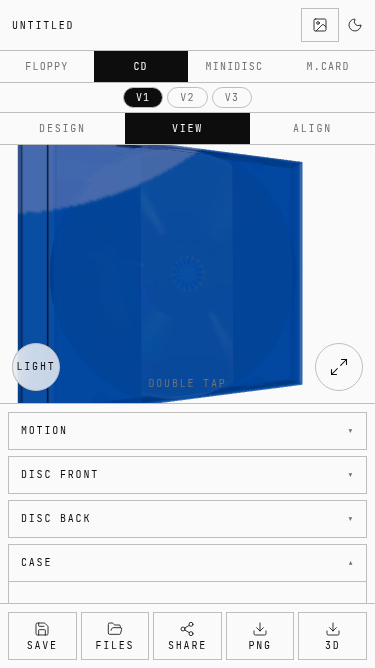 UNTITLED
FLOPPY CD MINIDISC M.CARD
V1 V2 V3
DESIGN VIEW ALIGN
LIGHT
DOUBLE TAP
MOTION
DISC FRONT
DISC BACK
CASE
SAVE FILES SHARE PNG 3D